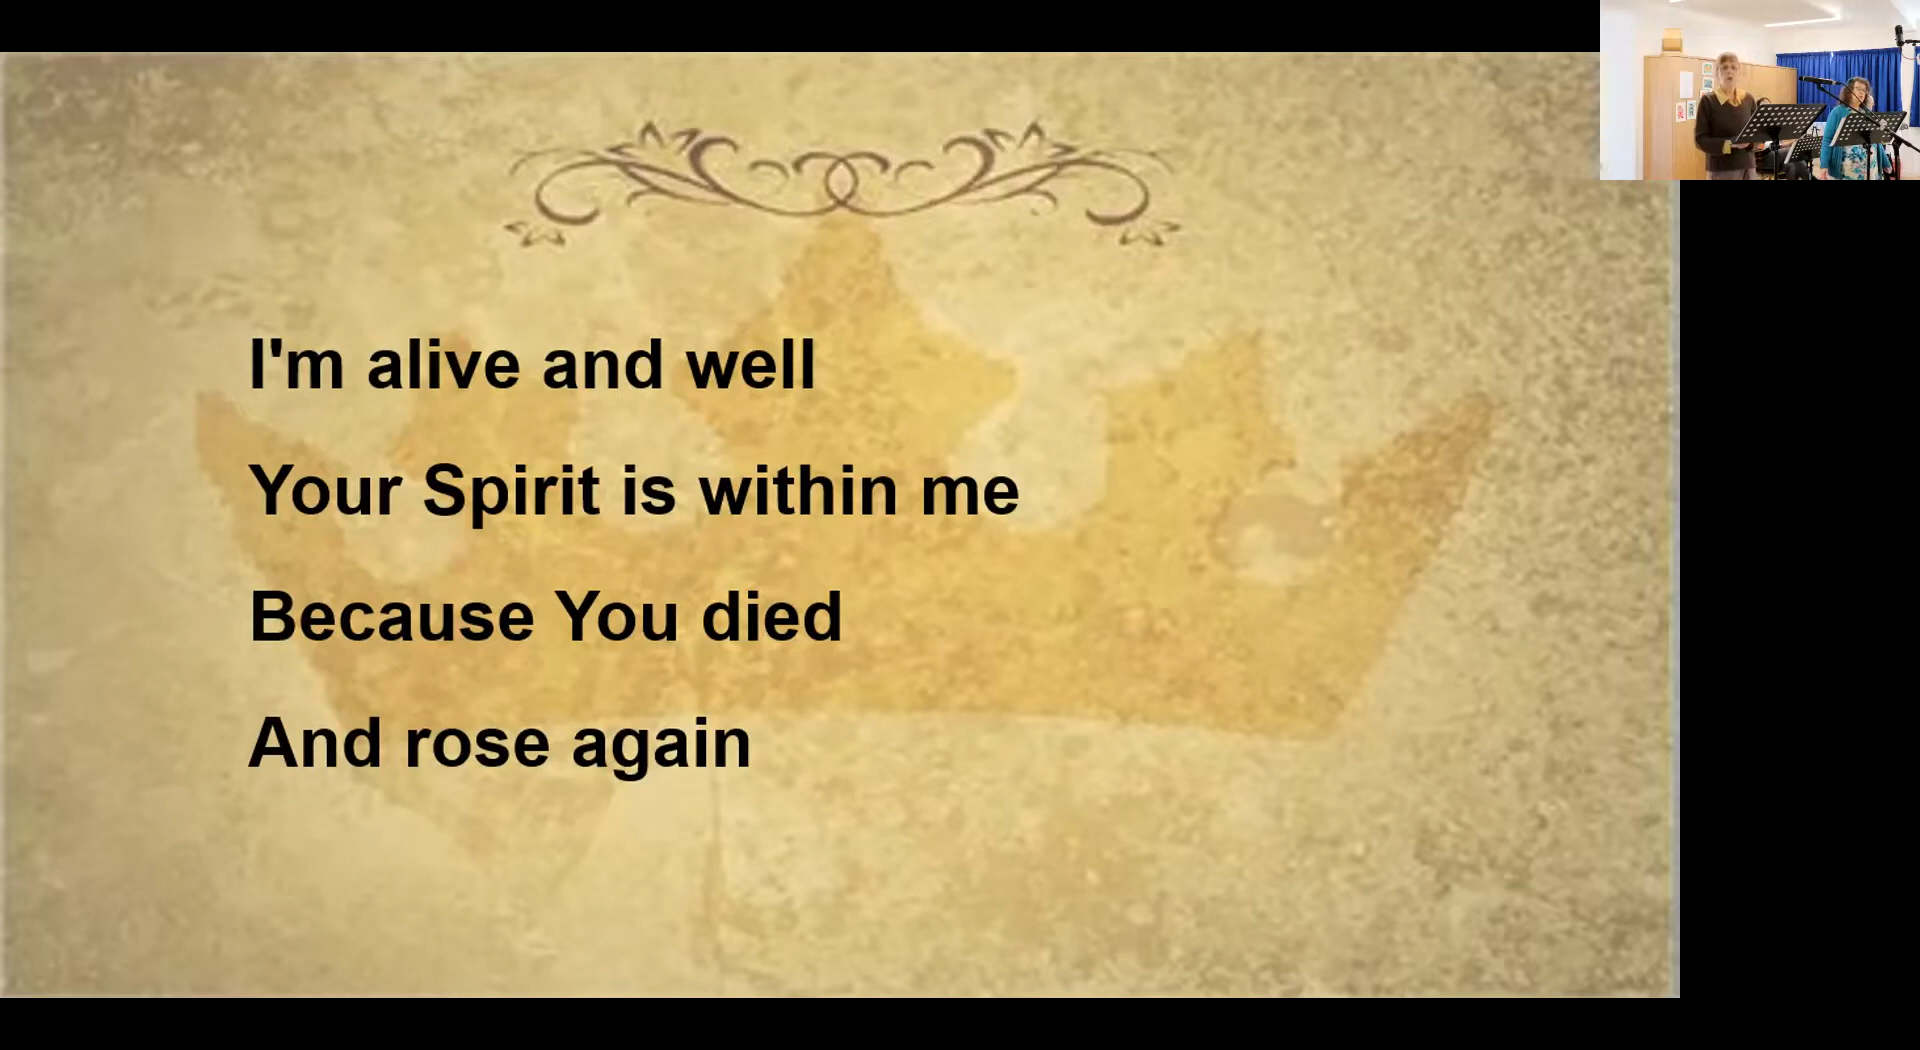 I'm alive and well
Your Spirit is within me
Because You died
And rose again